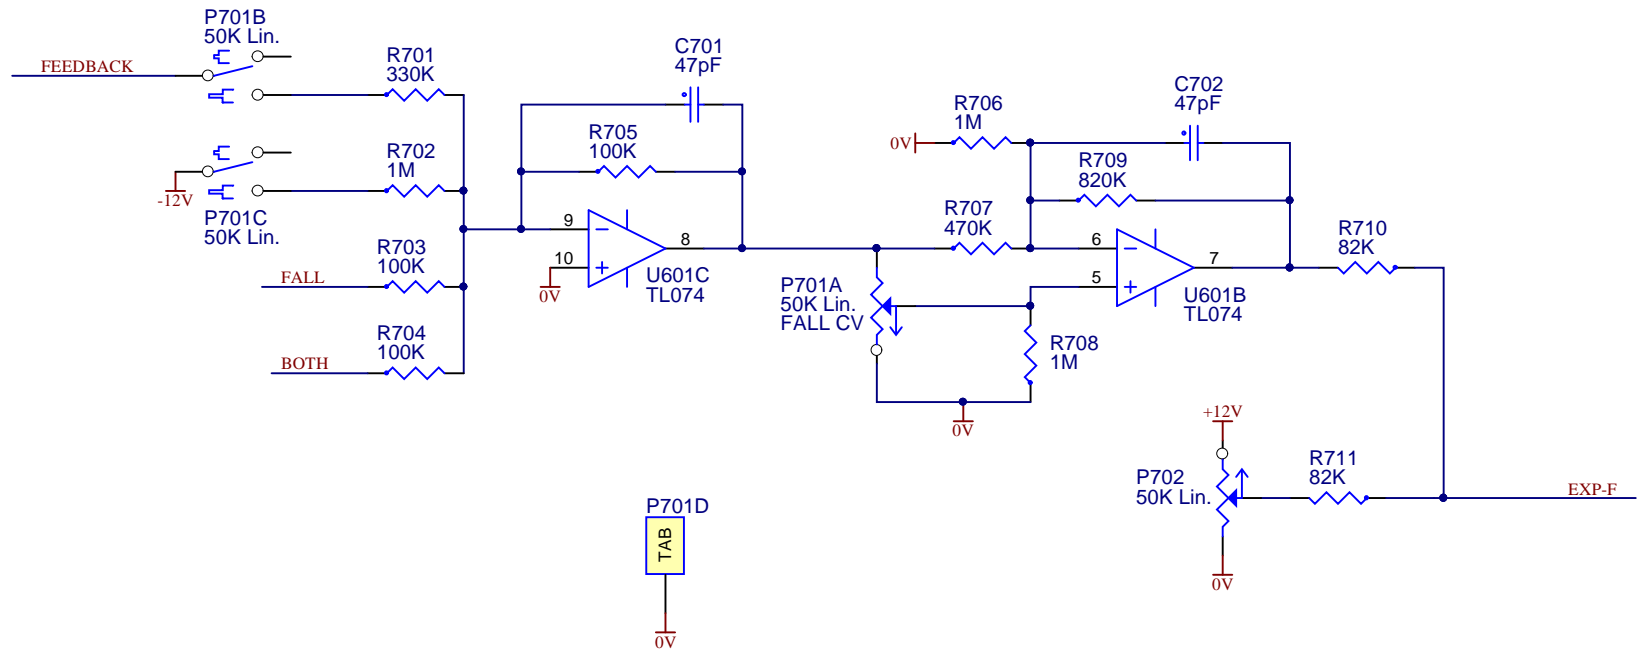 P701B
50K Lin.
FEEDBACK
R701
330K
C701
47pF
C702
47pF
R706
1M
0V
R705
100K
R702
1M
-12V
P701C
50K Lin.
R709
820K
9
10
8
0V
U601C
TL074
R707
470K
6
5
7
U601B
TL074
R710
82K
R703
100K
FALL
P701A
50K Lin.
FALL CV
R704
100K
BOTH
R708
1M
0V
+12V
P702
50K Lin.
R711
82K
EXP-F
0V
P701D
TAB
0V